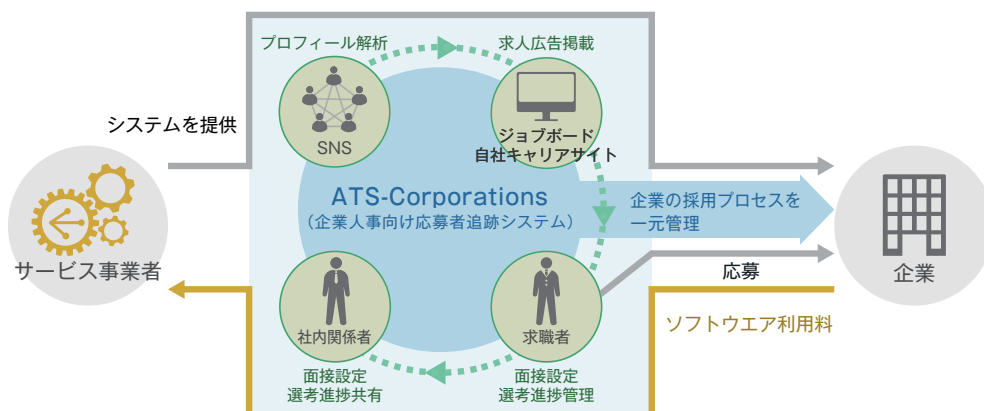 プロフィール解析
求人広告掲載
システムを提供
SNS
ジョブボード
自社キャリアサイト
ATS-Corporations
（企業人事向け応募者追跡システム）
企業の採用プロセスを
一元管理
サービス事業者
企業
応募
社内関係者
求職者
ソフトウエア利用料
面接設定
選考進捗共有
面接設定
選考進捗管理